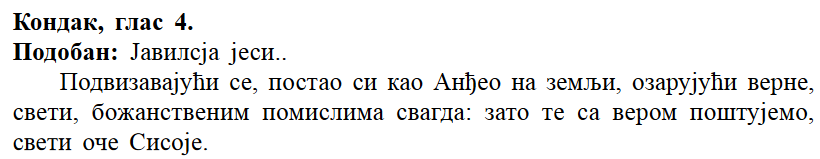 Кондак, глас 4.
Подобан: Јавилсја јеси..
Подвизавајући се, постао си као Анђео на земљи, озарујући верне,
свети, божанственим помислима свагда: зато те са вером поштујемо,
свети оче Сисоје.